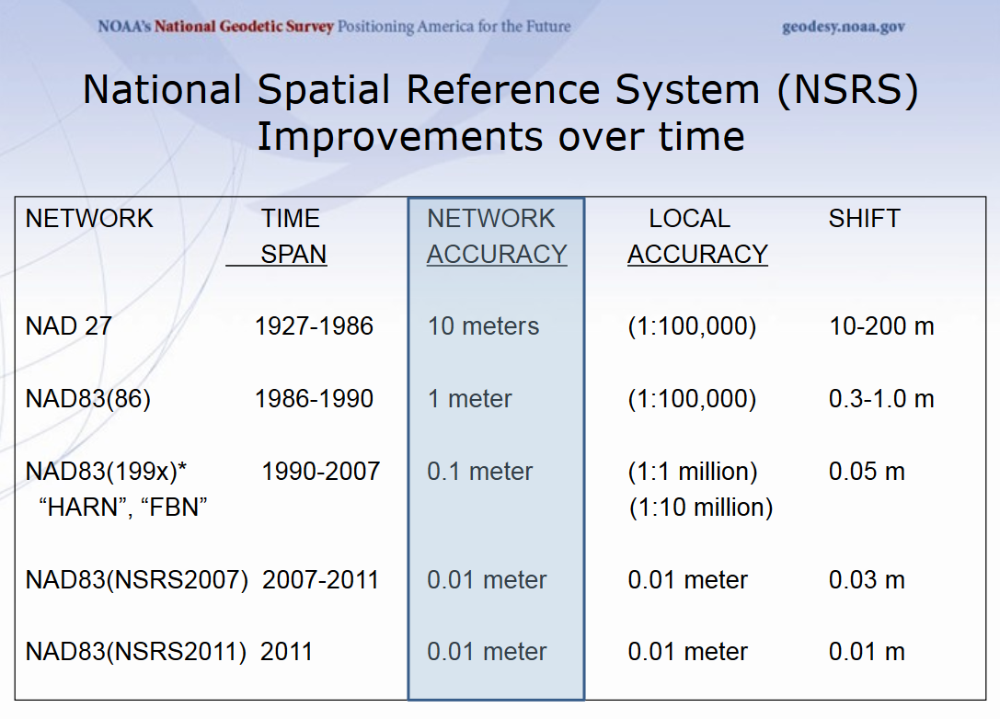 NOAA's National Geodetic Survey Positioning America for the Future geodesy.noaa.gov
National Spatial Reference System (NSRS)
Improvements over time
NETWORK TIME NETWORK LOCAL SHIFT
SPAN ACCURACY ACCURACY
NAD 27 1927-1986 10 meters (1:100,000) 10-200 m
NAD83(86) 1986-1990 1 meter (1:100,000) 0.3-1.0 m
NAD83(199x)* 1990-2007 0.1 meter (1:1 million) 0.05 m
“HARN”, “FBN” (1:10 million)
NAD83(NSRS2007) 2007-2011 0.01 meter 0.01 meter 0.03 m
NAD83(NSRS2011) 2011 0.01 meter 0.01 meter 0.01 m